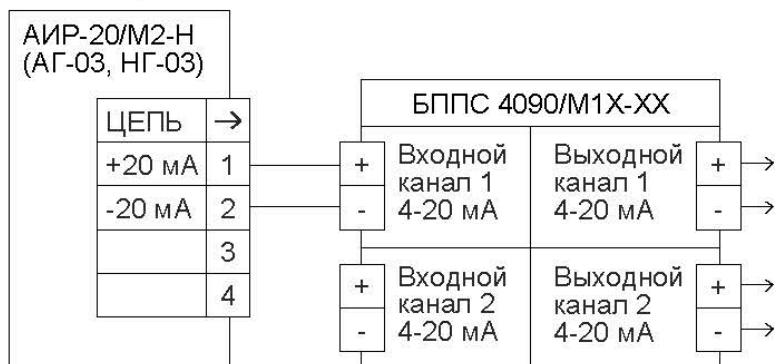 АИР-20/М2-Н
(АГ-03, НГ-03)
ЦЕПЬ →
+20 мА 1
-20 мА 2
3
4
БППС 4090/М1Х-ХХ
+ Входной
канал 1
- 4-20 мА
Выходной +
канал 1
4-20 мА -
+ Входной
канал 2
- 4-20 мА
Выходной +
канал 2
4-20 мА -